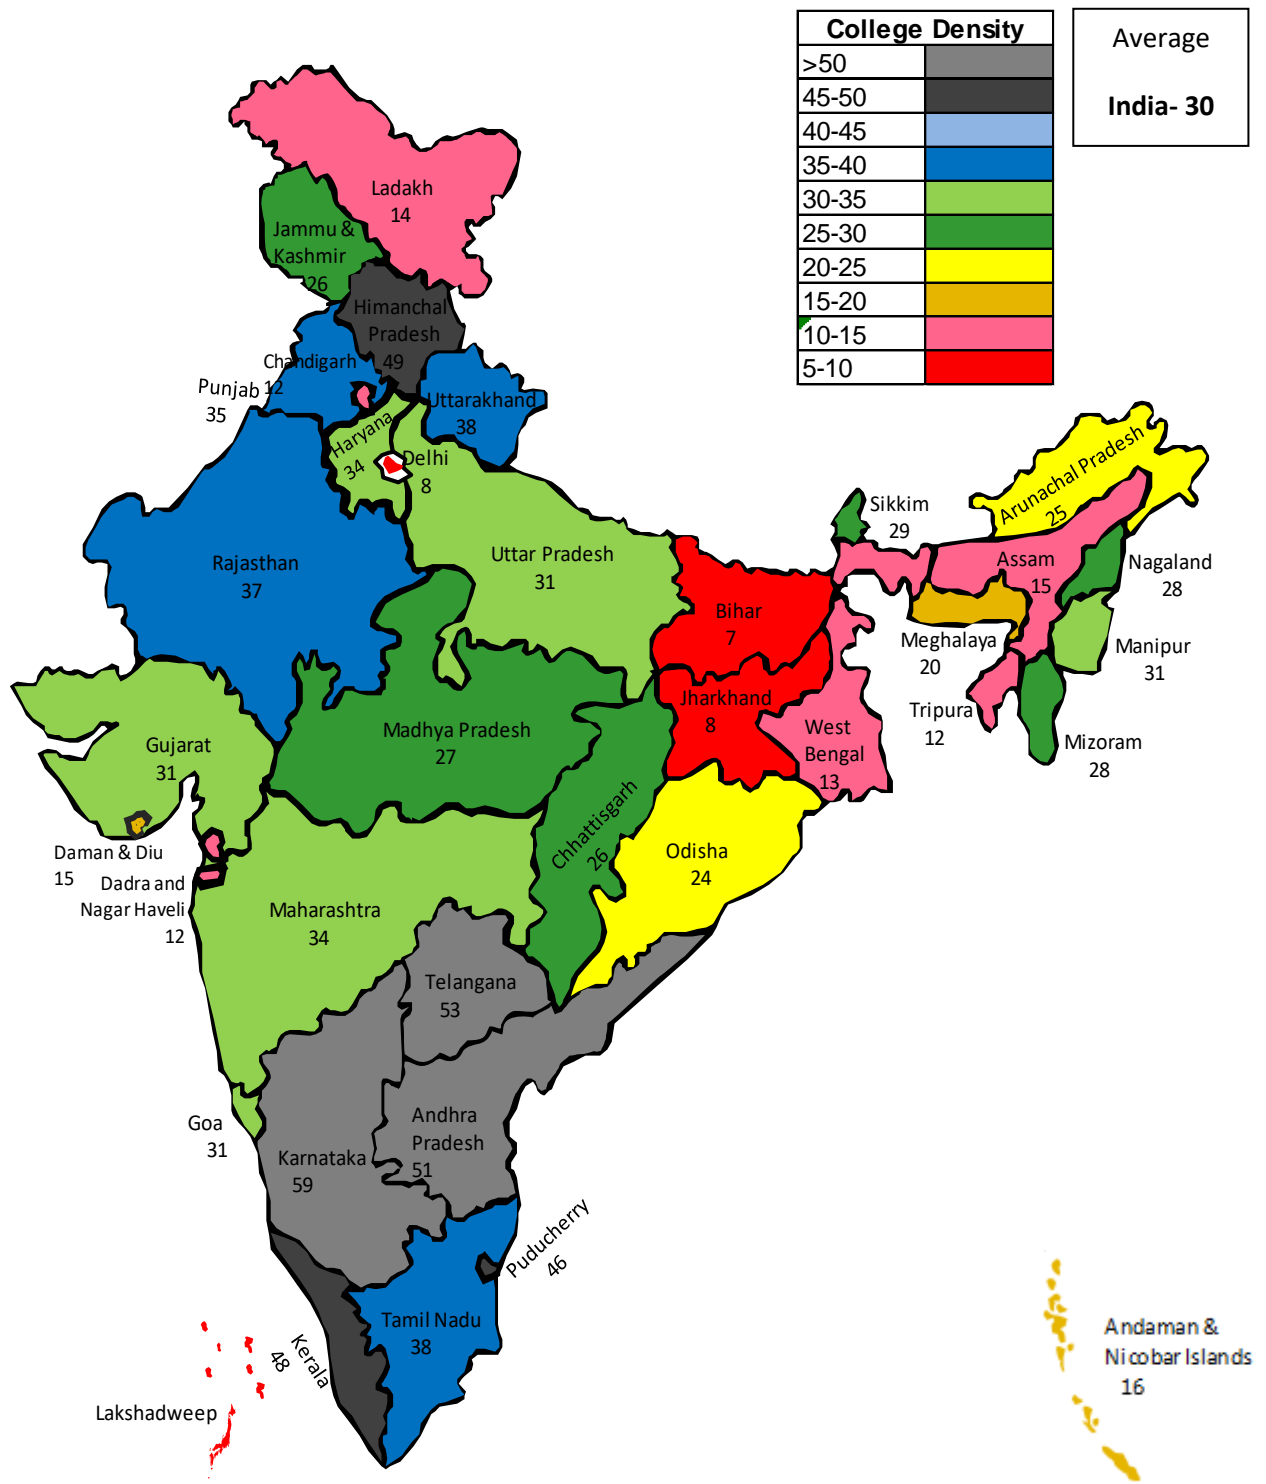 College Density
>50
45-50
40-45
35-40
30-35
25-30
20-25
15-20
10-15
5-10
Average
India- 30
Ladakh
14
Jammu &
Kashmir
26
Himanchal
Pradesh
49
Chandigarh
12
Punjab
35
Uttarakhand
38
Haryana
34
Delhi
8
Rajasthan
37
Uttar Pradesh
31
Bihar
7
Sikkim
29
Arunachal Pradesh
25
Assam
15
Nagaland
28
Meghalaya
20
Manipur
31
Tripura
12
Mizoram
28
Jharkhand
8
West
Bengal
13
Gujarat
31
Madhya Pradesh
27
Chhattisgarh
26
Odisha
24
Daman & Diu
15
Dadra and
Nagar Haveli
12
Maharashtra
34
Telangana
53
Goa
31
Karnataka
59
Andhra
Pradesh
51
Puducherry
46
Tamil Nadu
38
Kerala
48
Lakshadweep
Andaman &
Nicobar Islands
16